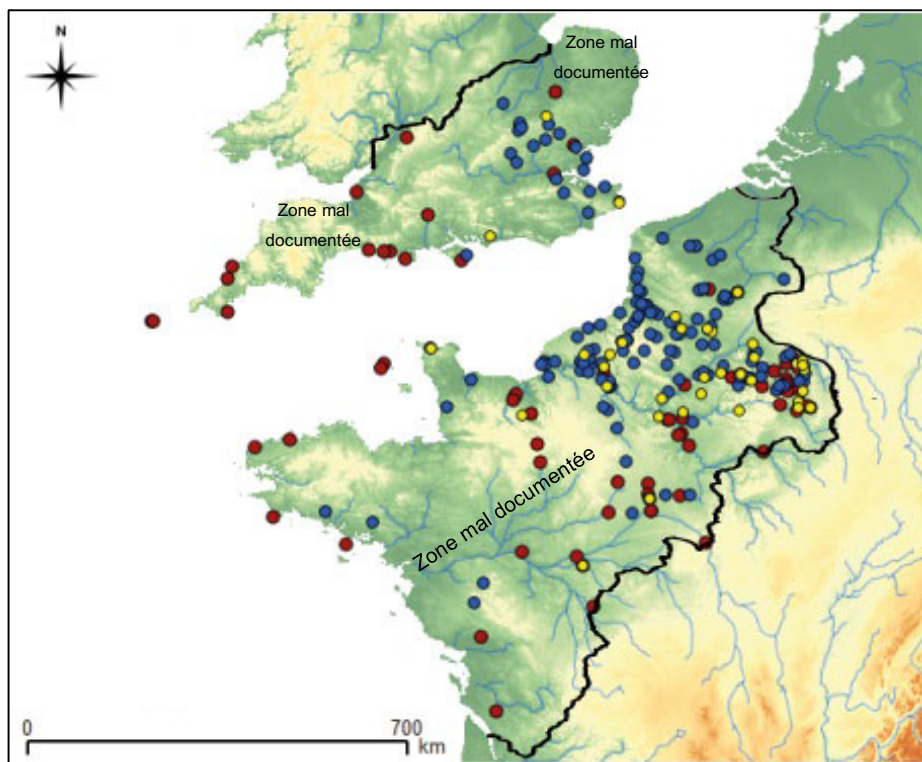 N
Zone mal
documentée
Zone mal
documentée
Zone mal documentée
0 700
km